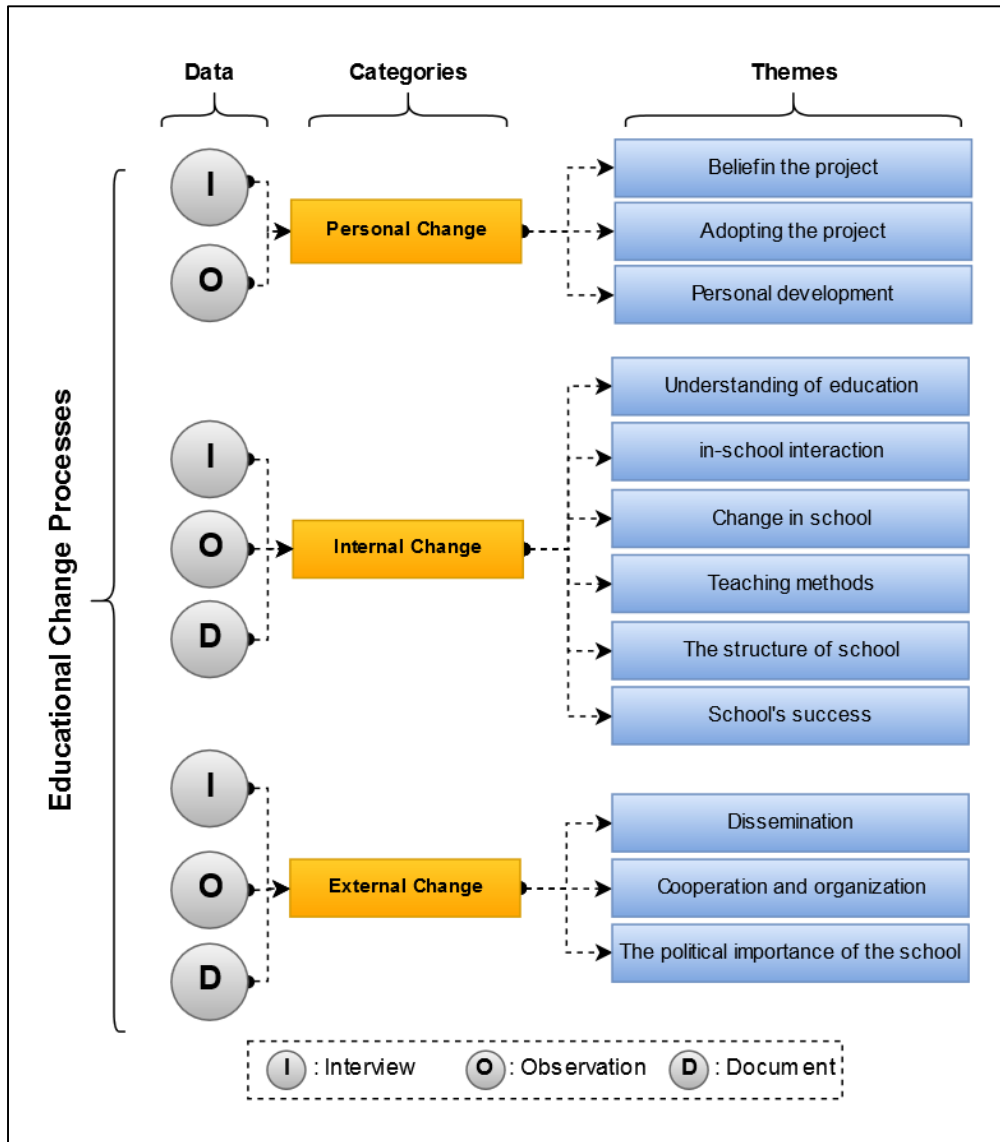 Data Categories Themes
Educational Change Processes
I
O
Personal Change
Beliefin the project
Adopting the project
Personal development
I
O
D
Internal Change
Understanding of education
in-school interaction
Change in school
Teaching methods
The structure of school
School's success
I
O
D
External Change
Dissemination
Cooperation and organization
The political importance of the school
I : Interview O : Observation D : Document